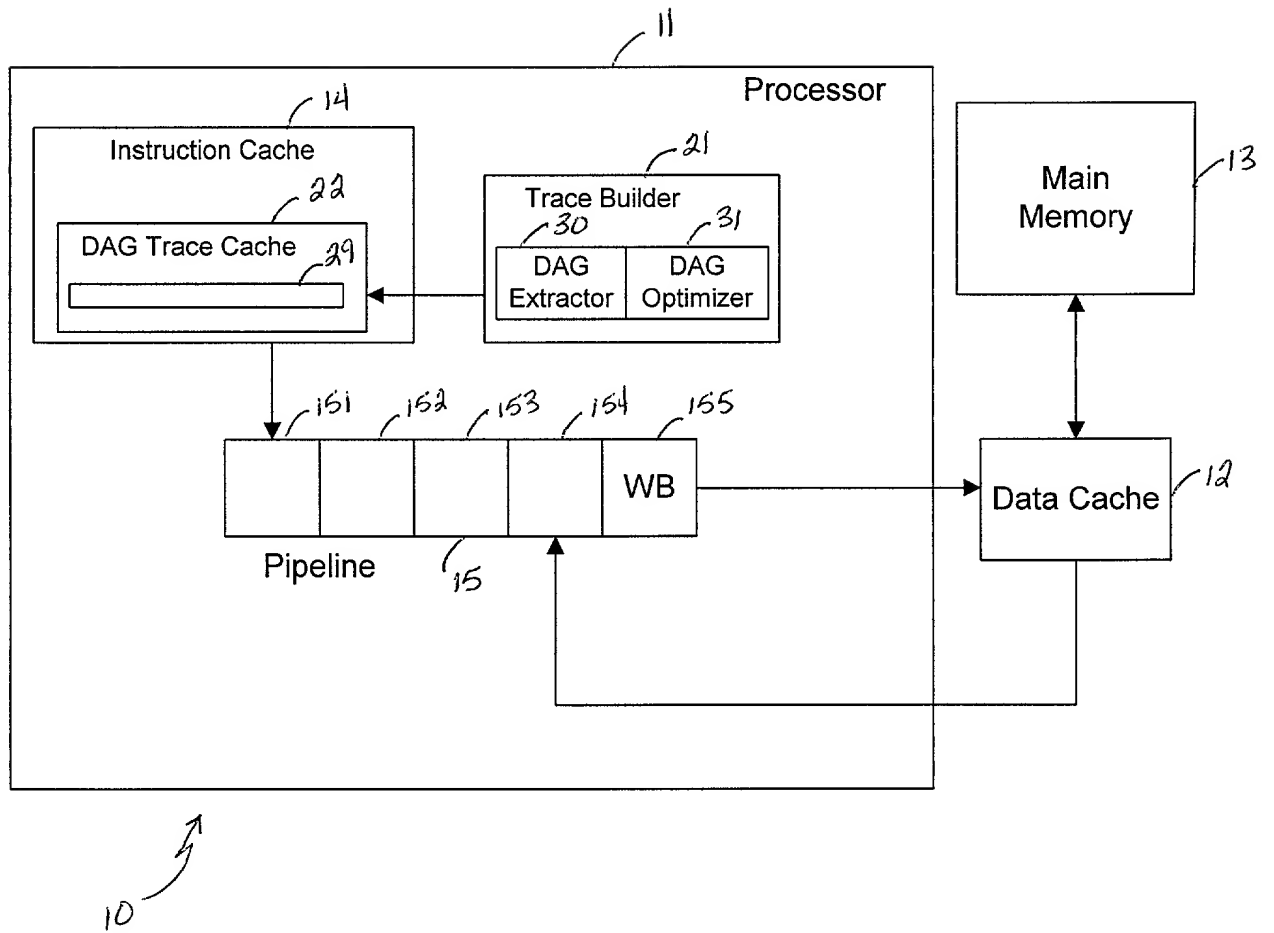 11
Processor
14
Instruction Cache
22
DAG Trace Cache
29
21
Trace Builder
30
31
DAG
Extractor
DAG
Optimizer
Main
Memory
13
151
152
153
154
155
WB
Pipeline
15
Data Cache
12
10